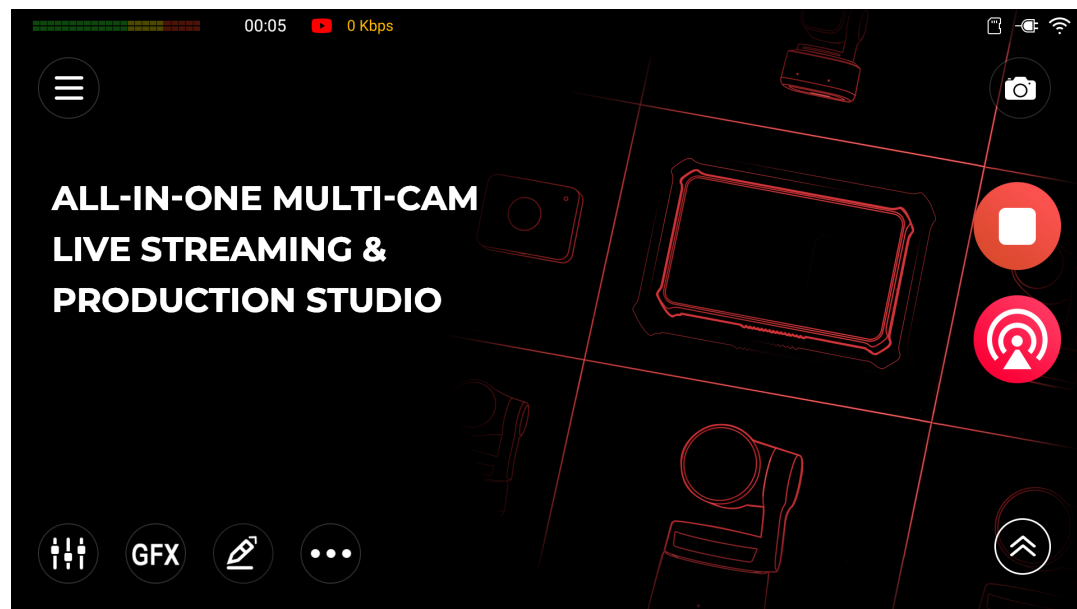 00:05 0 Kbps
ALL-IN-ONE MULTI-CAM
LIVE STREAMING &
PRODUCTION STUDIO
GFX